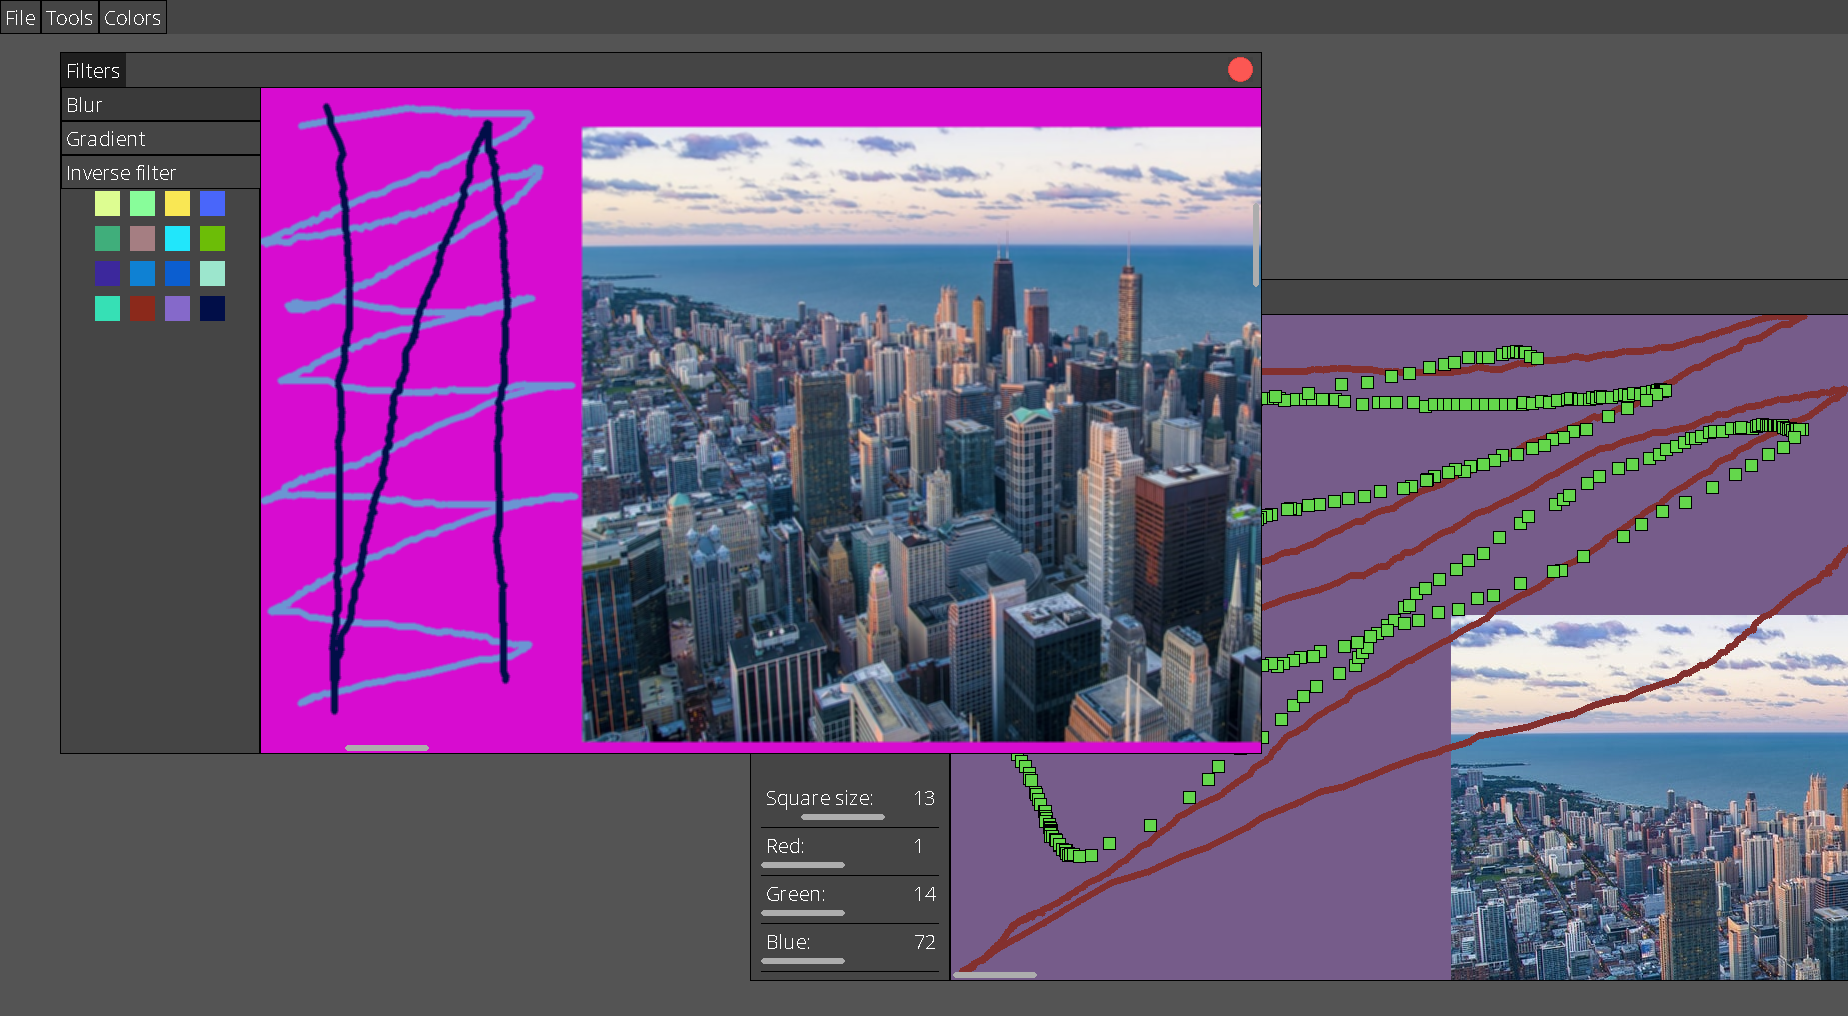 File Tools Colors
Filters
Blur
Gradient
Inverse filter
Square size: 13
Red: 1
Green: 14
Blue: 72